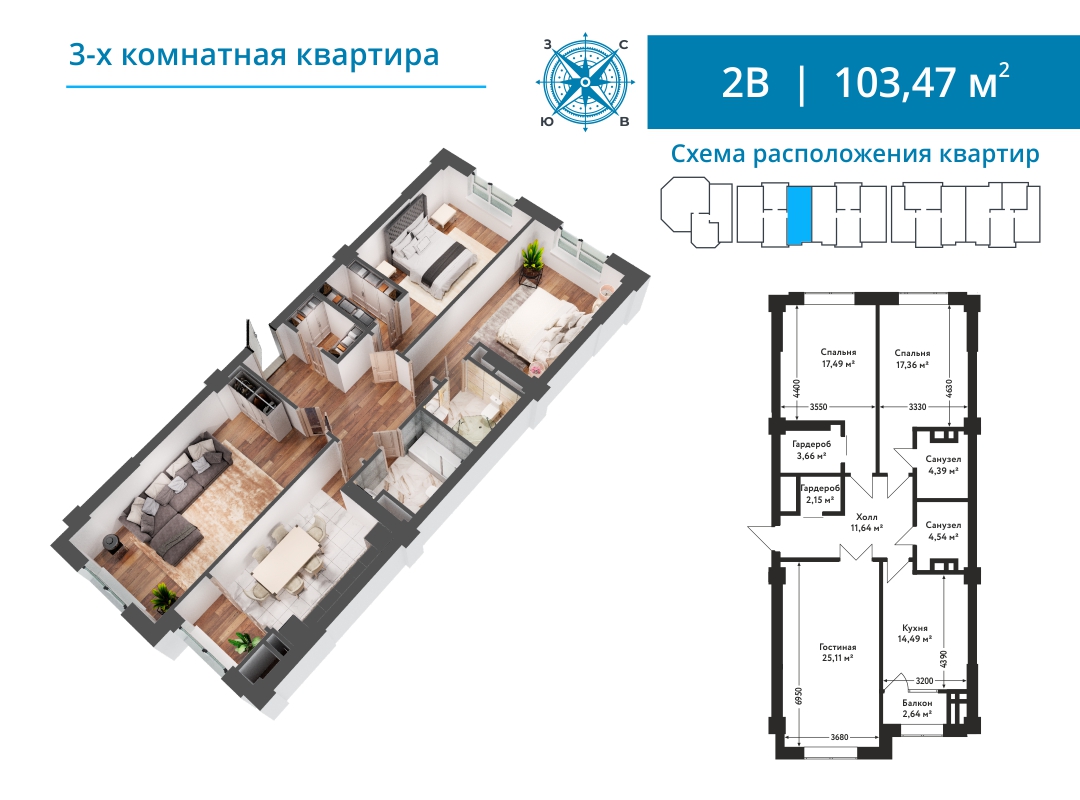 3-х комнатная квартира
З
С
Ю
В
2В | 103,47 м²
Схема расположения квартир
Спальня
17,49 м²
Спальня
17,36 м²
4400
4630
3550
3330
Гардероб
3,66 м²
Санузел
4,39 м²
Гардероб
2,15 м²
Холл
11,64 м²
Санузел
4,54 м²
Кухня
14,49 м²
Гостиная
25,11 м²
4390
3200
6950
Балкон
2,64 м²
3680